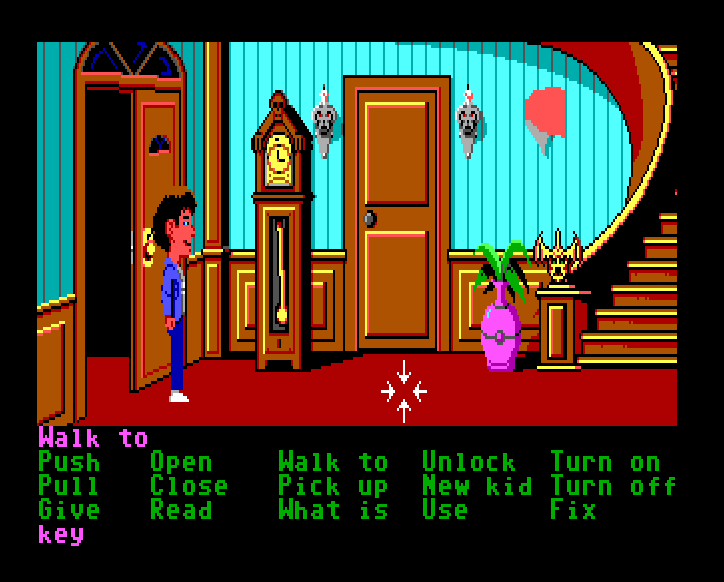 Walk to
Push Open Walk to Unlock Turn on
Pull Close Pick up New kid Turn off
Give Read What is Use Fix
key